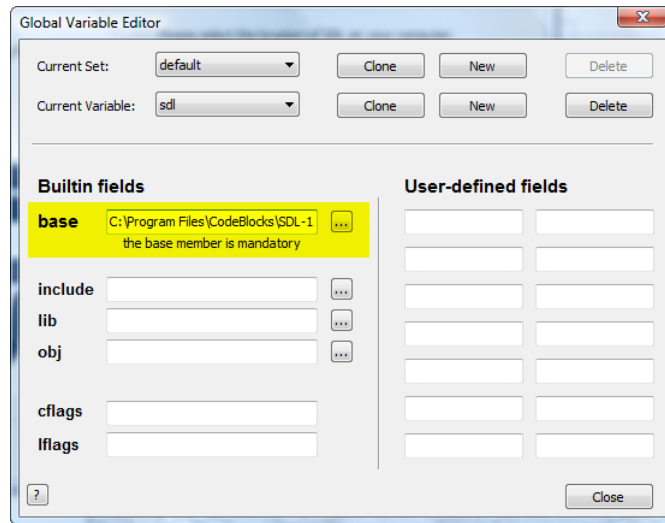 Global Variable Editor
Current Set: default Clone New Delete
Current Variable: sdl Clone New Delete
Builtin fields User-defined fields
base C:\Program Files\CodeBlocks\SDL-1 ...
the base member is mandatory
include ...
lib ...
obj ...
cflags
lflags
? Close